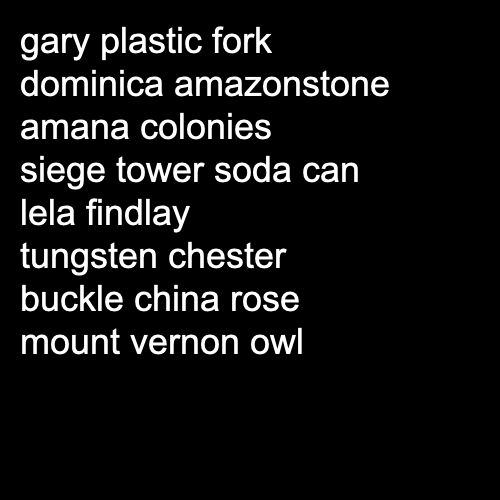 gary plastic fork
dominica amazonstone
amana colonies
siege tower soda can
lela findlay
tungsten chester
buckle china rose
mount vernon owl